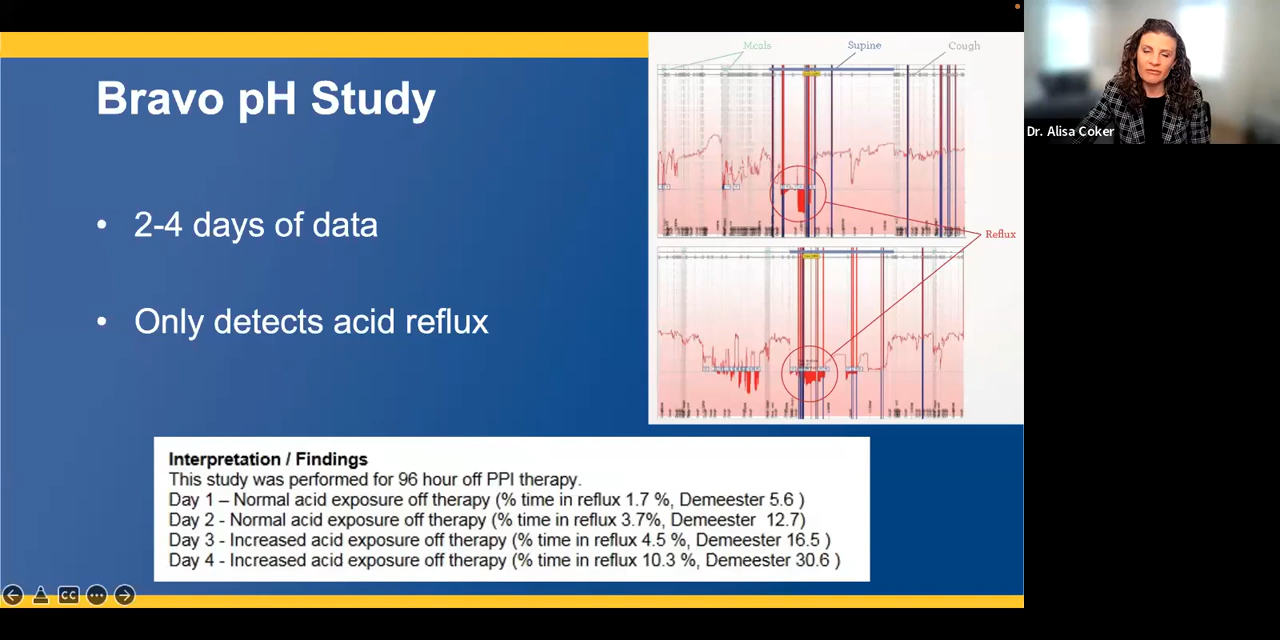 Meals
Supine
Cough
Bravo pH Study
Dr. Alisa Coker
• 2-4 days of data
Reflux
• Only detects acid reflux
Interpretation / Findings
This study was performed for 96 hour off PPI therapy.
Day 1 – Normal acid exposure off therapy (% time in reflux 1.7 %, Demeester 5.6 )
Day 2 - Normal acid exposure off therapy (% time in reflux 3.7%, Demeester 12.7)
Day 3 - Increased acid exposure off therapy (% time in reflux 4.5 %, Demeester 16.5 )
Day 4 - Increased acid exposure off therapy (% time in reflux 10.3 %, Demeester 30.6 )
CC